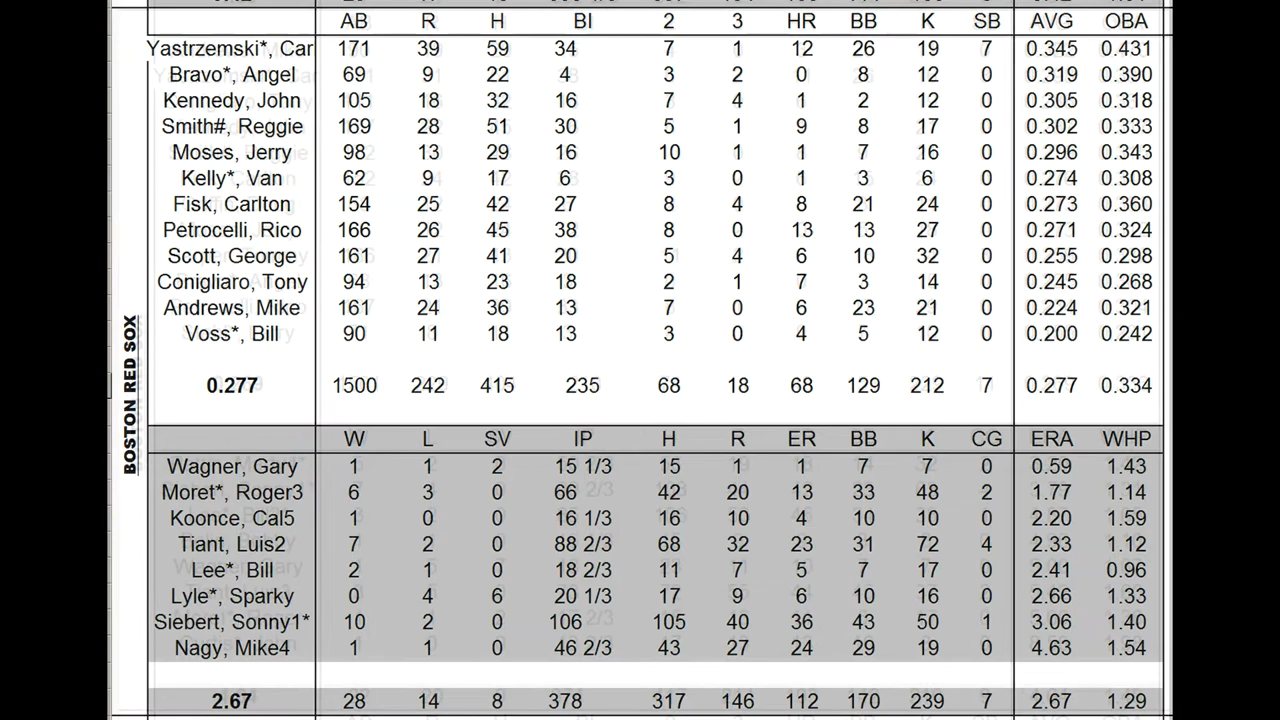 AB R H BI 2 3 HR BB K SB AVG OBA
Yastrzemski*, Car 171 39 59 34 7 1 12 26 19 7 0.345 0.431
Bravo*, Angel 69 9 22 4 3 2 0 8 12 0 0.319 0.390
Kennedy, John 105 18 32 16 7 4 1 2 12 0 0.305 0.318
Smith#, Reggie 169 28 51 30 5 1 9 8 17 0 0.302 0.333
Moses, Jerry 98 13 29 16 10 1 1 7 16 0 0.296 0.343
Kelly*, Van 62 9 17 6 3 0 1 3 6 0 0.274 0.308
Fisk, Carlton 154 25 42 27 8 4 8 21 24 0 0.273 0.360
Petrocelli, Rico 166 26 45 38 8 0 13 13 27 0 0.271 0.324
Scott, George 161 27 41 20 5 4 6 10 32 0 0.255 0.298
Conigliaro, Tony 94 13 23 18 2 1 7 3 14 0 0.245 0.268
Andrews, Mike 161 24 36 13 7 0 6 23 21 0 0.224 0.321
Voss*, Bill 90 11 18 13 3 0 4 5 12 0 0.200 0.242
BOSTON RED SOX
0.277 1500 242 415 235 68 18 68 129 212 7 0.277 0.334
W L SV IP H R ER BB K CG ERA WHP
Wagner, Gary 1 1 2 15 1/3 15 1 1 7 7 0 0.59 1.43
Moret*, Roger3 6 3 0 66 42 20 13 33 48 2 1.77 1.14
Koonce, Cal5 1 0 0 16 1/3 16 10 4 10 10 0 2.20 1.59
Tiant, Luis2 7 2 0 88 2/3 68 32 23 31 72 4 2.33 1.12
Lee*, Bill 2 1 0 18 2/3 11 7 5 7 17 0 2.41 0.96
Lyle*, Sparky 0 4 6 20 1/3 17 9 6 10 16 0 2.66 1.33
Siebert, Sonny1* 10 2 0 106 105 40 36 43 50 1 3.06 1.40
Nagy, Mike4 1 1 0 46 2/3 43 27 24 29 19 0 4.63 1.54
2.67 28 14 8 378 317 146 112 170 239 7 2.67 1.29